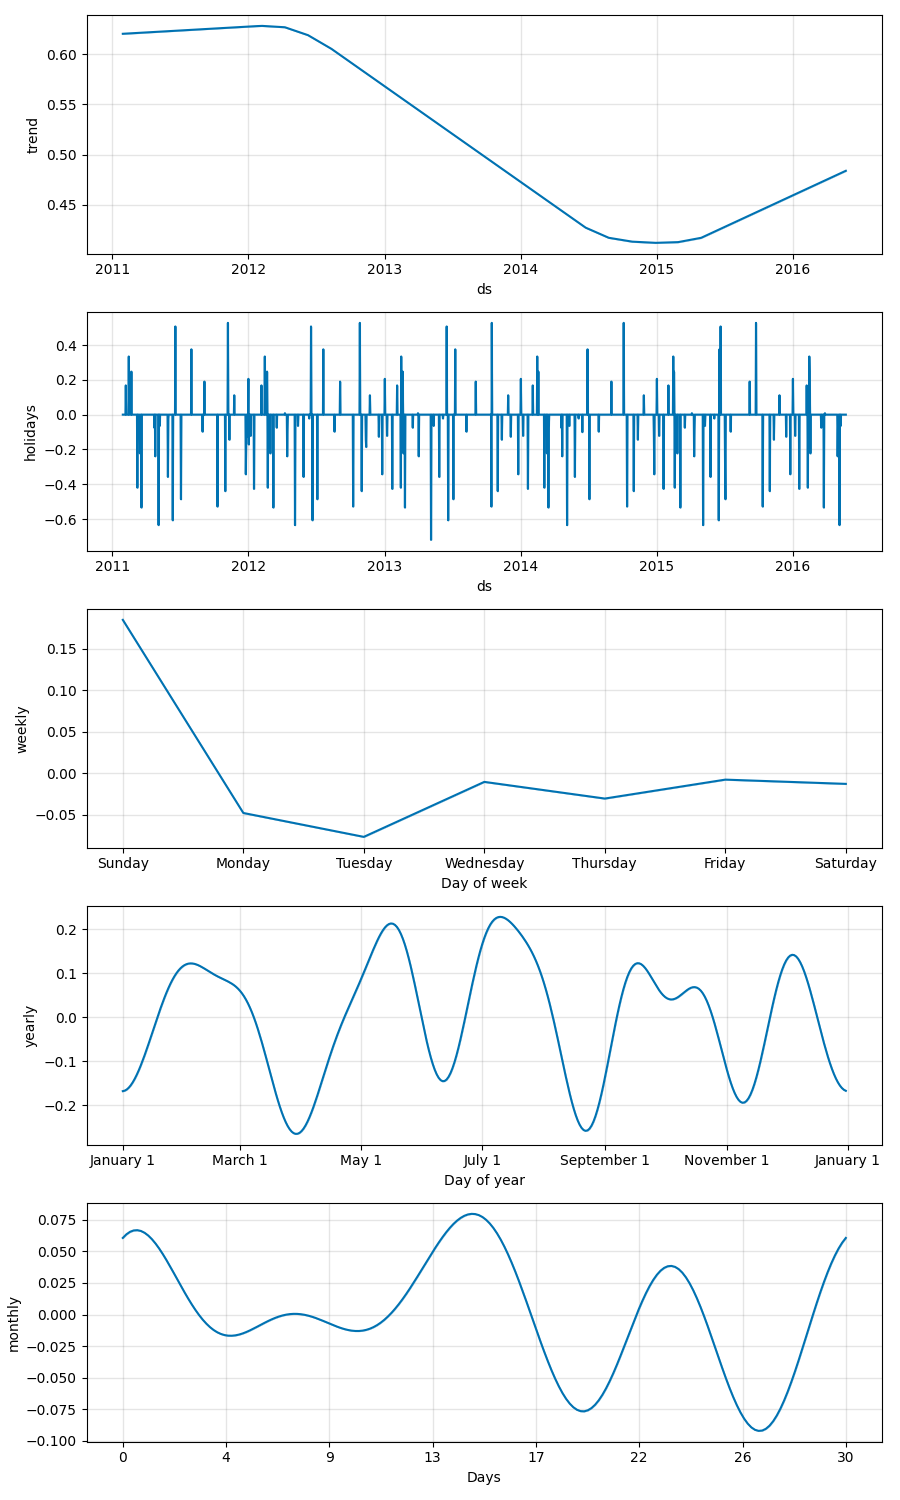 trend
0.60
0.55
0.50
0.45
2011 2012 2013 2014 2015 2016
ds
holidays
0.4
0.2
0.0
−0.2
−0.4
−0.6
2011 2012 2013 2014 2015 2016
ds
weekly
0.15
0.10
0.05
0.00
−0.05
Sunday Monday Tuesday Wednesday Thursday Friday Saturday
Day of week
yearly
0.2
0.1
0.0
−0.1
−0.2
January 1 March 1 May 1 July 1 September 1 November 1 January 1
Day of year
monthly
0.075
0.050
0.025
0.000
−0.025
−0.050
−0.075
−0.100
0 4 9 13 17 22 26 30
Days